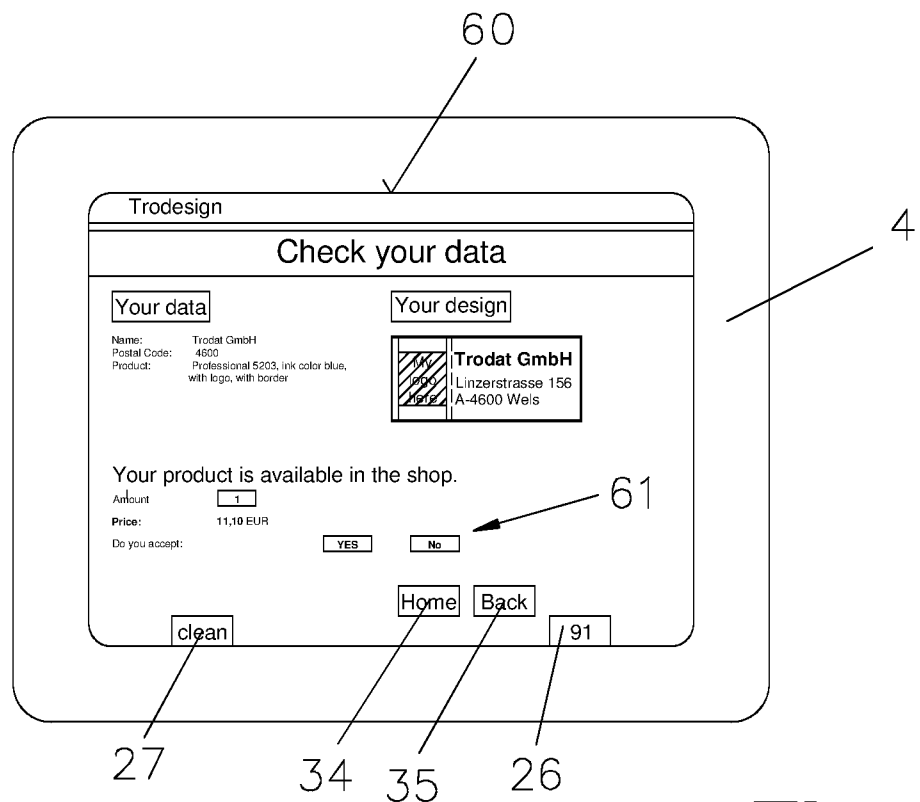 60
4
Trodesign
Check your data
Your data
Your design
Name: Trodat GmbH
Postal Code: 4600
Product: Professional 5203, ink color blue,
with logo, with border
My
logo
here
Trodat GmbH
Linzerstrasse 156
A-4600 Wels
Your product is available in the shop.
Amount 1
Price: 11,10 EUR
61
Do you accept: YES No
Home Back
clean 91
27
34
35
26